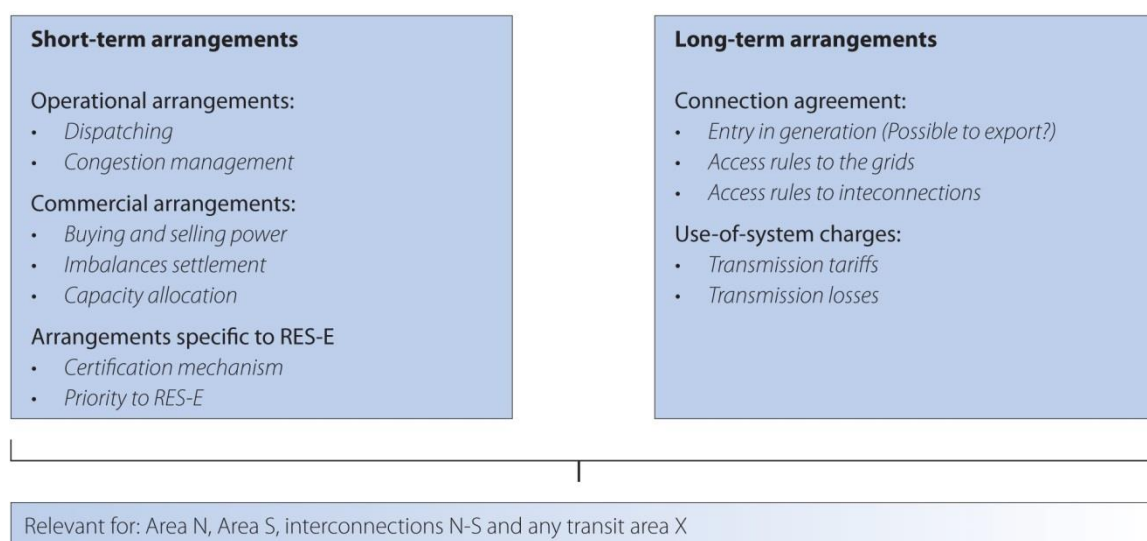 Short-term arrangements
Operational arrangements:
• Dispatching
• Congestion management
Commercial arrangements:
• Buying and selling power
• Imbalances settlement
• Capacity allocation
Arrangements specific to RES-E
• Certification mechanism
• Priority to RES-E
Long-term arrangements
Connection agreement:
• Entry in generation (Possible to export?)
• Access rules to the grids
• Access rules to inteconnections
Use-of-system charges:
• Transmission tariffs
• Transmission losses
Relevant for: Area N, Area S, interconnections N-S and any transit area X